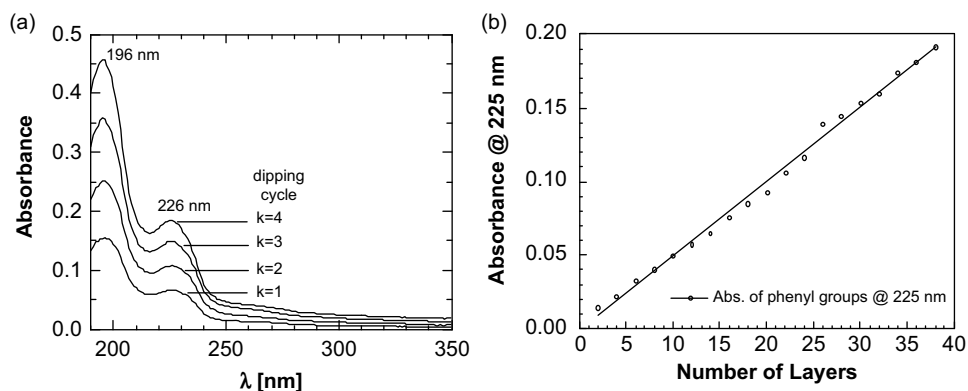 (a)
0.5
0.4
0.3
0.2
0.1
0.0
Absorbance
196 nm
226 nm
dipping
cycle
k=4
k=3
k=2
k=1
200
250
300
350
λ [nm]
(b)
0.20
0.15
0.10
0.05
0.00
Absorbance @ 225 nm
Abs. of phenyl groups @ 225 nm
0 5 10 15 20 25 30 35 40
Number of Layers